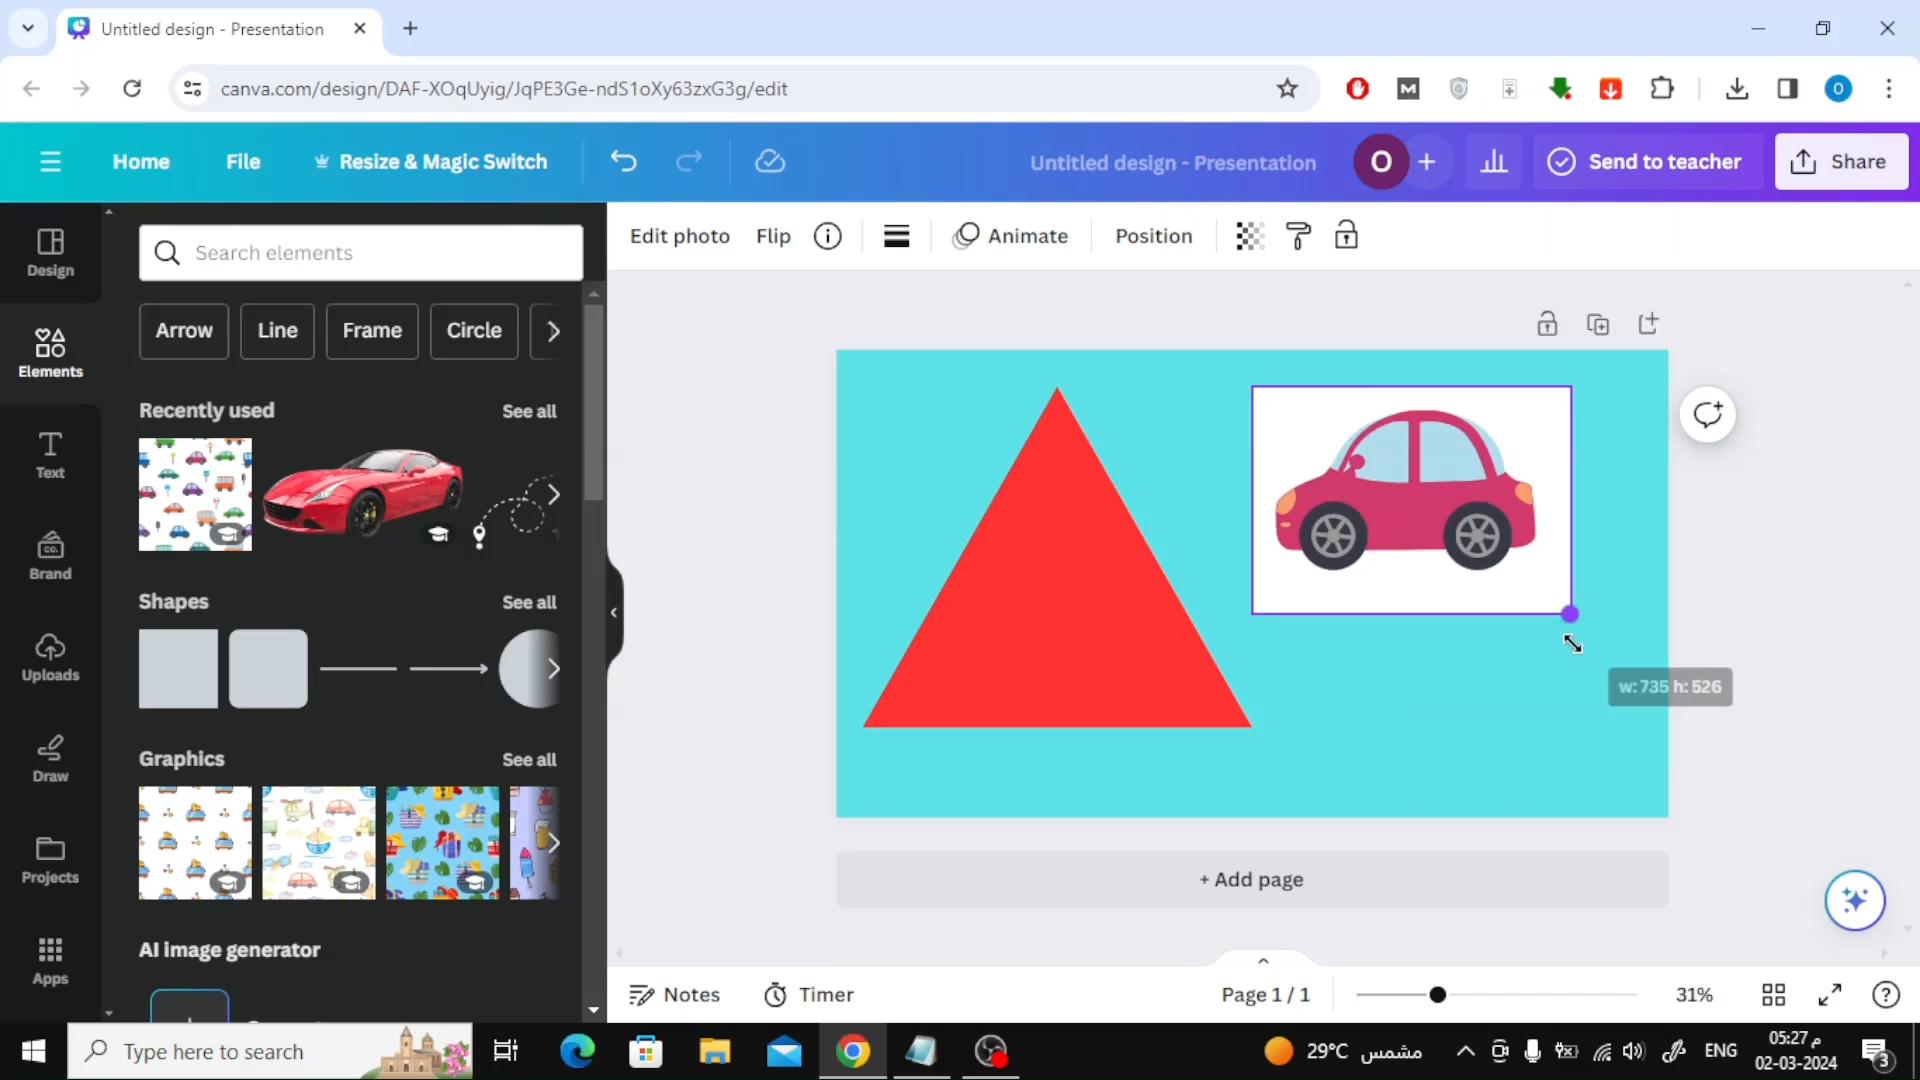 Untitled design - Presentation
canva.com/design/DAF-XOqUyig/JqPE3Ge-ndS1oXy63zxG3g/edit
O
Home
File
Resize & Magic Switch
Untitled design - Presentation
O
Send to teacher
Share
Design
Elements
Text
Brand
CO.
Uploads
Draw
Projects
Apps
Search elements
Arrow
Line
Frame
Circle
Recently used
See all
Shapes
See all
Graphics
See all
AI image generator
Edit photo
Flip
Animate
Position
w: 735 h: 526
+ Add page
Notes
Timer
Page 1 / 1
31%
Type here to search
29°C مشمس
ENG
05:27 م
02-03-2024
3